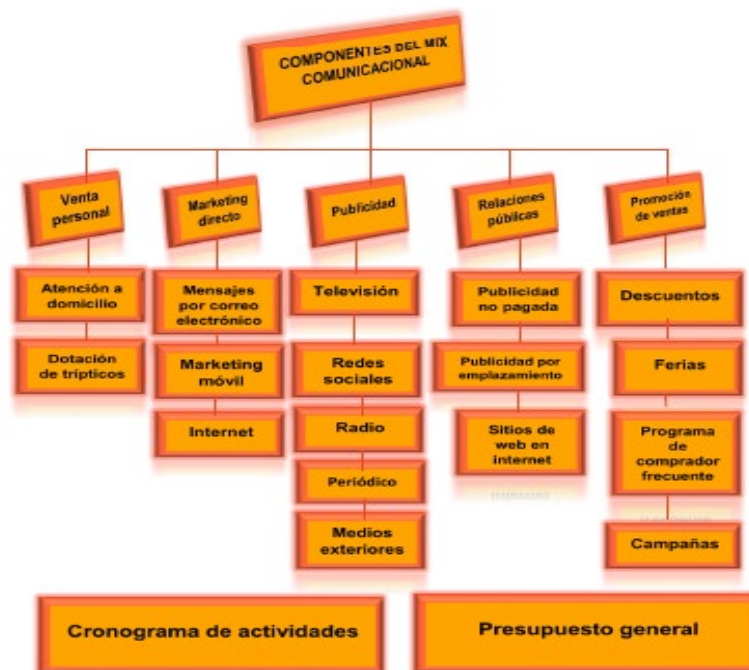 COMPONENTES DEL MIX
COMUNICACIONAL
Venta
personal
Marketing
directo
Publicidad
Relaciones
públicas
Promoción
de ventas
Atención a
domicilio
Dotación
de trípticos
Mensajes
por correo
electrónico
Marketing
móvil
Internet
Televisión
Redes
sociales
Radio
Periódico
Medios
exteriores
Publicidad
no pagada
Publicidad por
emplazamiento
Sitios de
web en
internet
Descuentos
Ferias
Programa
de
comprador
frecuente
Campañas
Cronograma de actividades
Presupuesto general